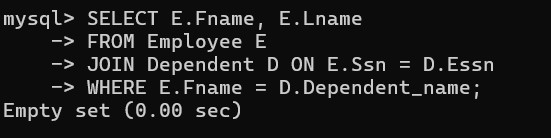 mysql> SELECT E.Fname, E.Lname
    -> FROM Employee E
    -> JOIN Dependent D ON E.Ssn = D.Essn
    -> WHERE E.Fname = D.Dependent_name;
Empty set (0.00 sec)